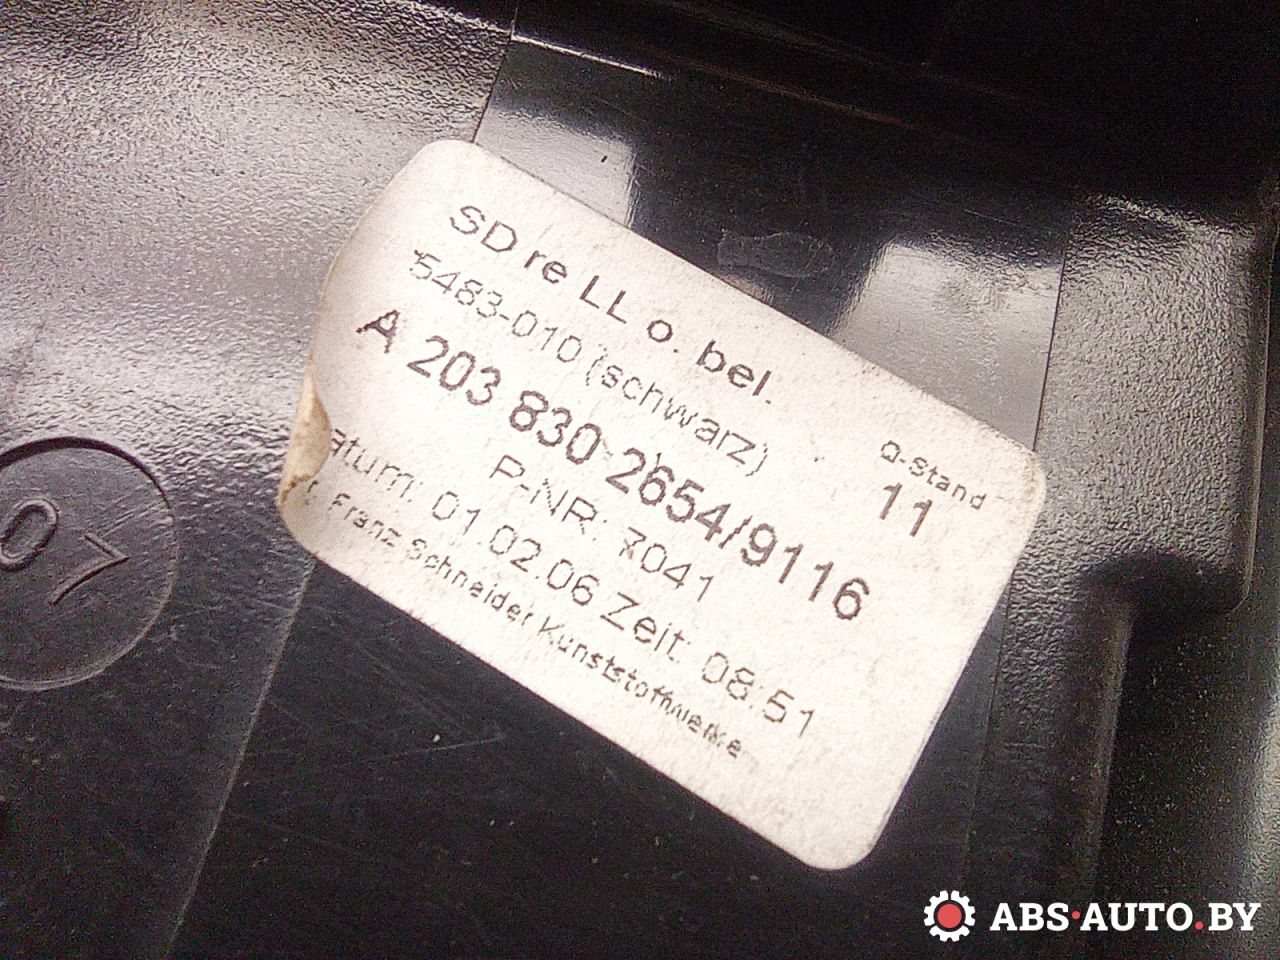 SD re LL o. bel.
5483-010 (schwarz)
Q-Stand
A 203 830 2654/9116
11
P-NR: 7041
atum: 01.02.06 Zeit: 08:51
Franz Schneider Kunststoffwerke
07
ABS·AUTO.BY